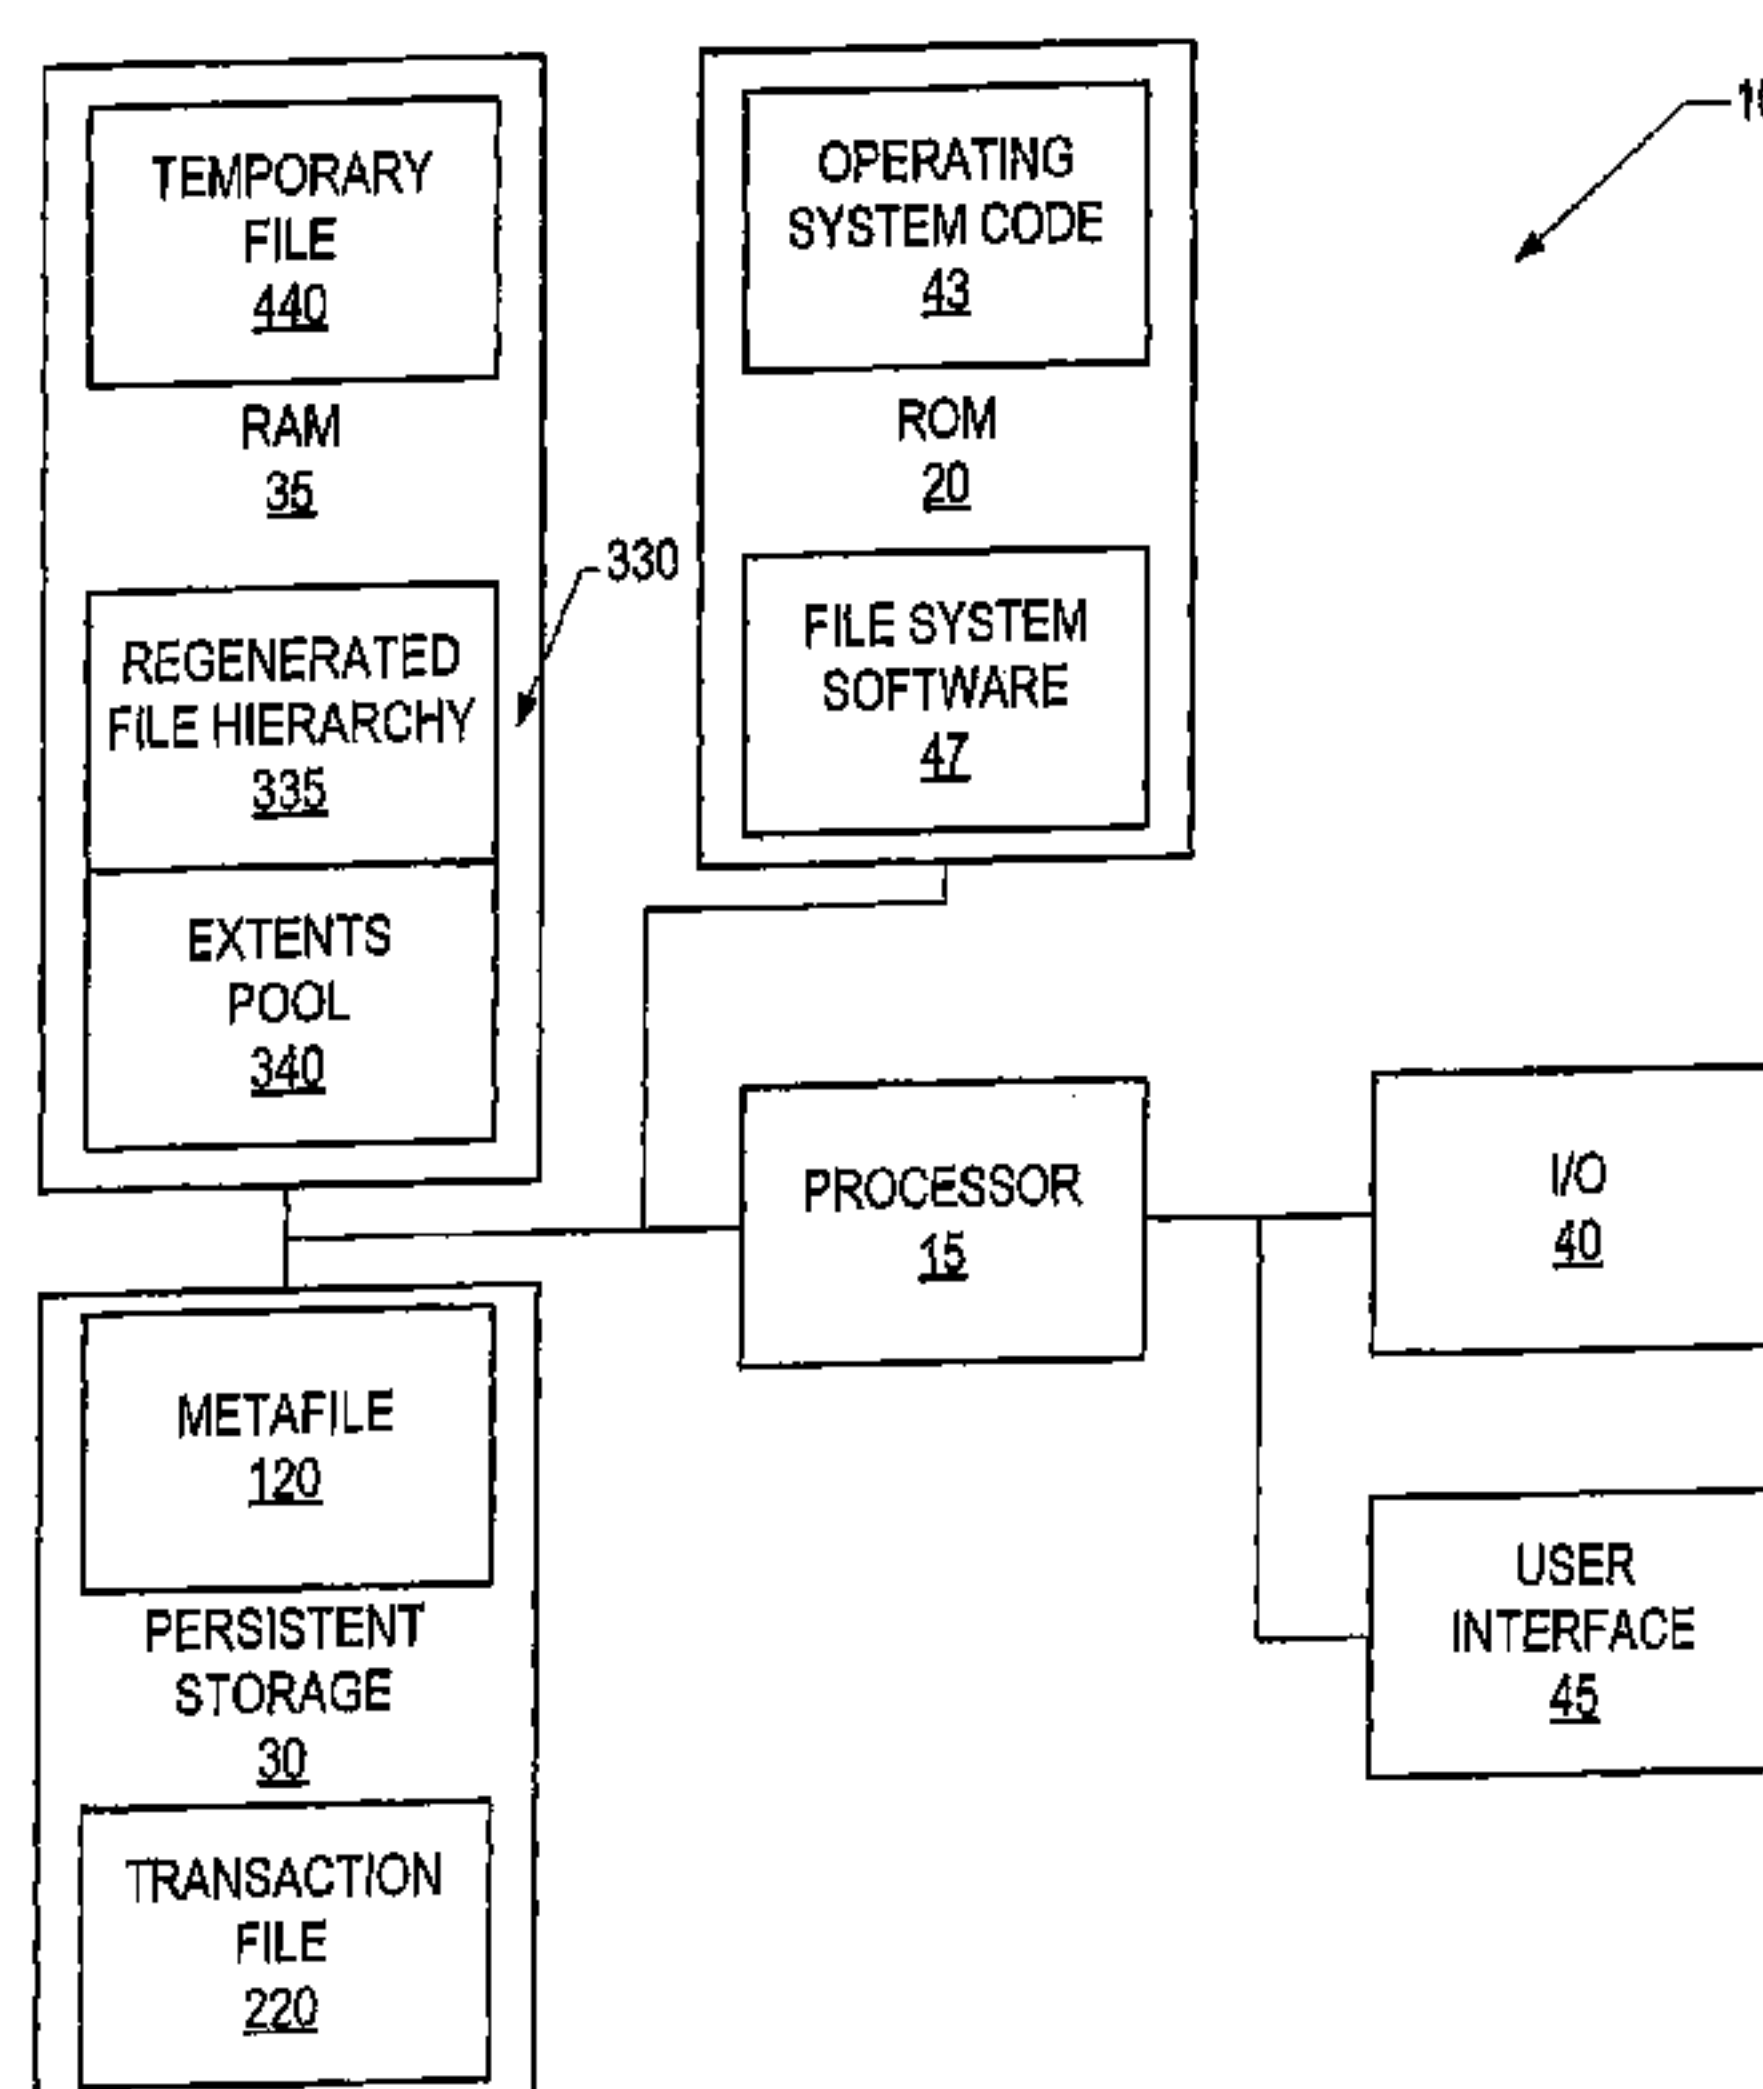 TEMPORARY
FILE
440
RAM
35
REGENERATED
FILE HIERARCHY
335
EXTENTS
POOL
340
330
OPERATING
SYSTEM CODE
43
ROM
20
FILE SYSTEM
SOFTWARE
47
PROCESSOR
15
I/O
40
USER
INTERFACE
45
METAFILE
120
PERSISTENT
STORAGE
30
TRANSACTION
FILE
220